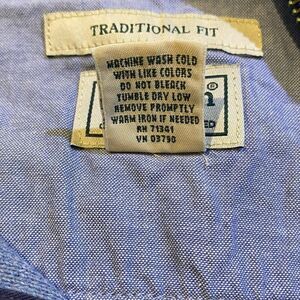 TRADITIONAL FIT
MACHINE WASH COLD
WITH LIKE COLORS
DO NOT BLEACH
TUMBLE DRY LOW
REMOVE PROMPTLY
WARM IRON IF NEEDED
RN 71341
VN 03750